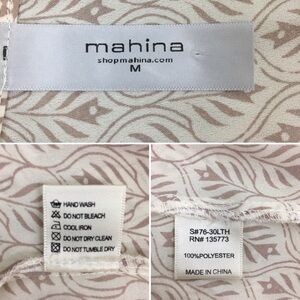 mahina
shopmahina.com
M
HAND WASH
DO NOT BLEACH
COOL IRON
DO NOT DRY CLEAN
DO NOT TUMBLE DRY
S#76-30LTH
RN# 135773
100%POLYESTER
MADE IN CHINA